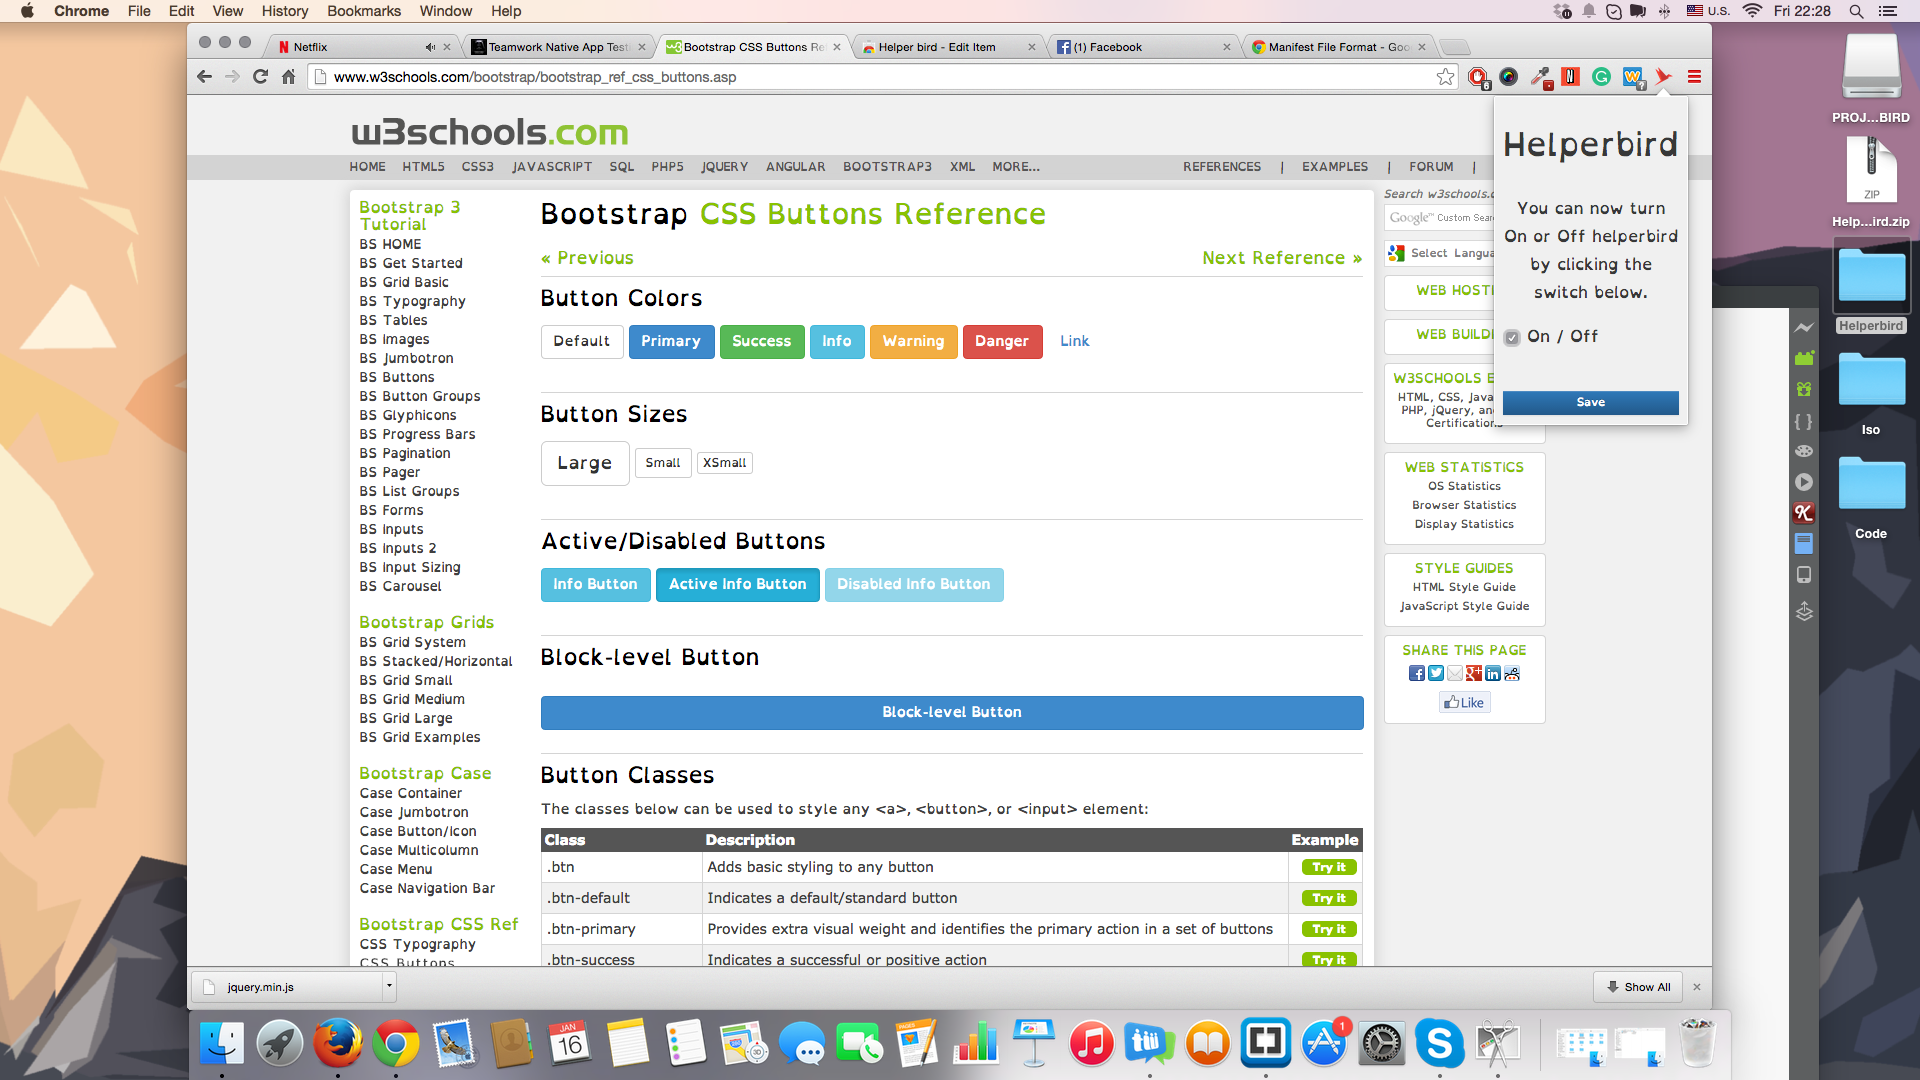 Chrome File Edit View History Bookmarks Window Help
U.S. Fri 22:28
Netflix
Teamwork Native App Test
Bootstrap CSS Buttons Re
Helper bird - Edit Item
(1) Facebook
Manifest File Format - Goo
www.w3schools.com/bootstrap/bootstrap_ref_css_buttons.asp
w3schools.com
HOME HTML5 CSS3 JAVASCRIPT SQL PHP5 JQUERY ANGULAR BOOTSTRAP3 XML MORE...
REFERENCES | EXAMPLES | FORUM |
Bootstrap 3
Tutorial
BS HOME
BS Get Started
BS Grid Basic
BS Typography
BS Tables
BS Images
BS Jumbotron
BS Buttons
BS Button Groups
BS Glyphicons
BS Progress Bars
BS Pagination
BS Pager
BS List Groups
BS Forms
BS Inputs
BS Inputs 2
BS Input Sizing
BS Carousel
Bootstrap Grids
BS Grid System
BS Stacked/Horizontal
BS Grid Small
BS Grid Medium
BS Grid Large
BS Grid Examples
Bootstrap Case
Case Container
Case Jumbotron
Case Button/Icon
Case Multicolumn
Case Menu
Case Navigation Bar
Bootstrap CSS Ref
CSS Typography
CSS Buttons
Bootstrap CSS Buttons Reference
« Previous
Next Reference »
Button Colors
Default Primary Success Info Warning Danger Link
Button Sizes
Large Small XSmall
Active/Disabled Buttons
Info Button Active Info Button Disabled Info Button
Block-level Button
Block-level Button
Button Classes
The classes below can be used to style any <a>, <button>, or <input> element:
Class Description Example
.btn Adds basic styling to any button Try it
.btn-default Indicates a default/standard button Try it
.btn-primary Provides extra visual weight and identifies the primary action in a set of buttons Try it
.btn-success Indicates a successful or positive action Try it
Search w3schools.c
Google™ Custom Sear
Select Langua
WEB HOST
WEB BUILD
W3SCHOOLS E
HTML, CSS, Java
PHP, jQuery, an
Certifications
WEB STATISTICS
OS Statistics
Browser Statistics
Display Statistics
STYLE GUIDES
HTML Style Guide
JavaScript Style Guide
SHARE THIS PAGE
Like
Helperbird
You can now turn
On or Off helperbird
by clicking the
switch below.
On / Off
Save
PROJ...BIRD
ZIP
Help...ird.zip
Helperbird
Iso
Code
jquery.min.js
Show All
JAN
16
PAGES
3D
1